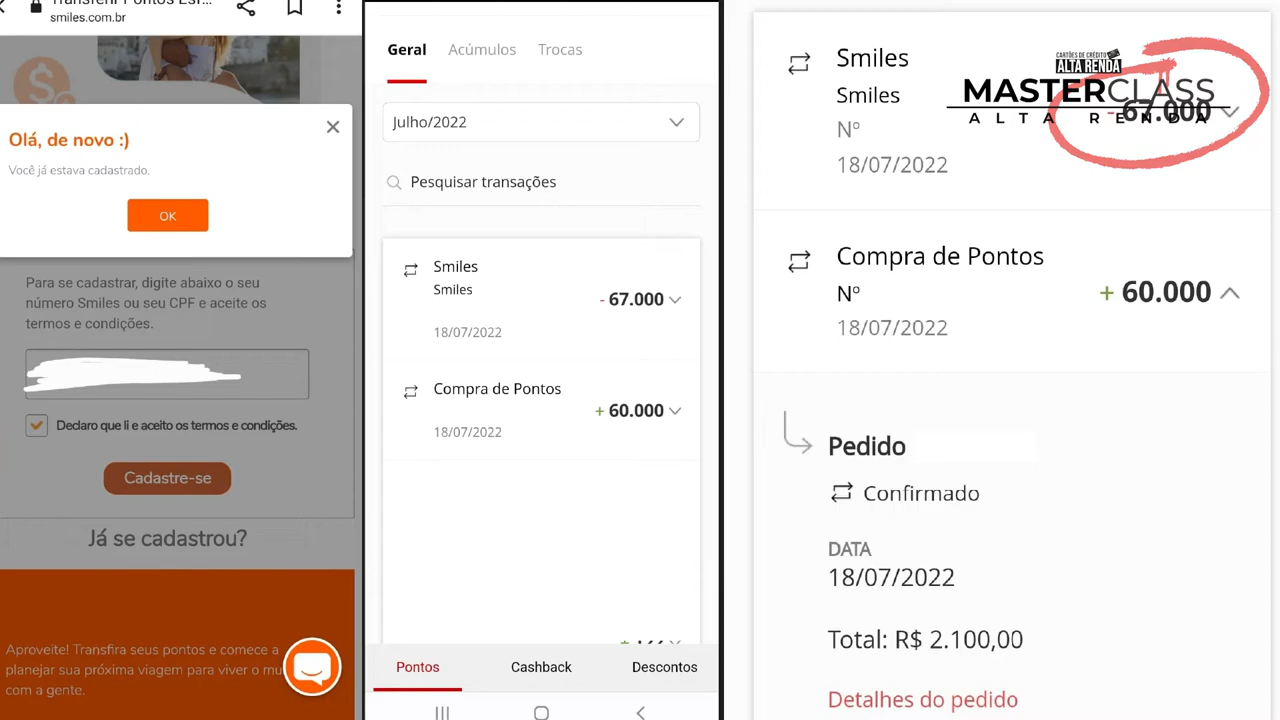 smiles.com.br
Olá, de novo :)
Você já estava cadastrado.
OK
Para se cadastrar, digite abaixo o seu
número Smiles ou seu CPF e aceite os
termos e condições.
Declaro que li e aceito os termos e condições.
Cadastre-se
Já se cadastrou?
Aproveite! Transfira seus pontos e comece a
planejar sua próxima viagem para viver o mu
com a gente.
Geral Acúmulos Trocas
Julho/2022
Pesquisar transações
Smiles
Smiles
- 67.000
18/07/2022
Compra de Pontos
+ 60.000
18/07/2022
Pontos Cashback Descontos
Smiles
Smiles
Nº
18/07/2022
CARTÕES DE CRÉDITO
ALTA RENDA
MASTERCLASS
ALTA RENDA
- 67.000
Compra de Pontos
Nº
+ 60.000
18/07/2022
Pedido
Confirmado
DATA
18/07/2022
Total: R$ 2.100,00
Detalhes do pedido